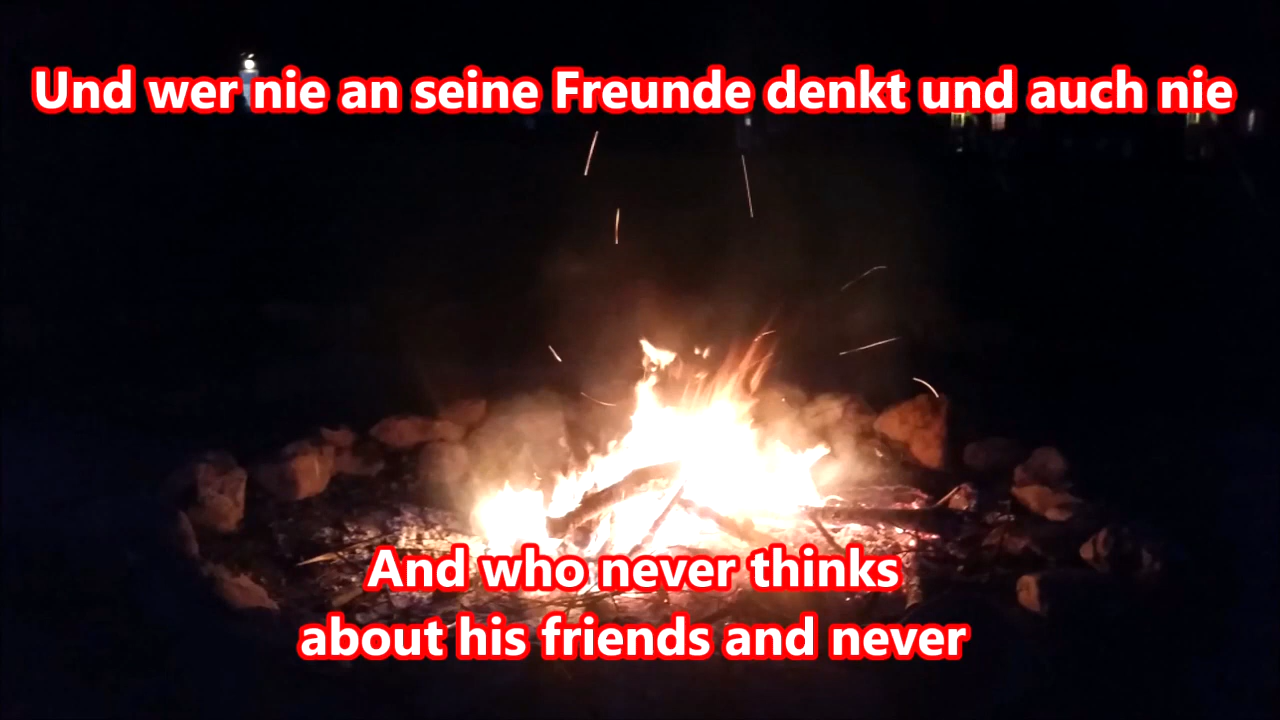 Und wer nie an seine Freunde denkt und auch nie
And who never thinks
about his friends and never